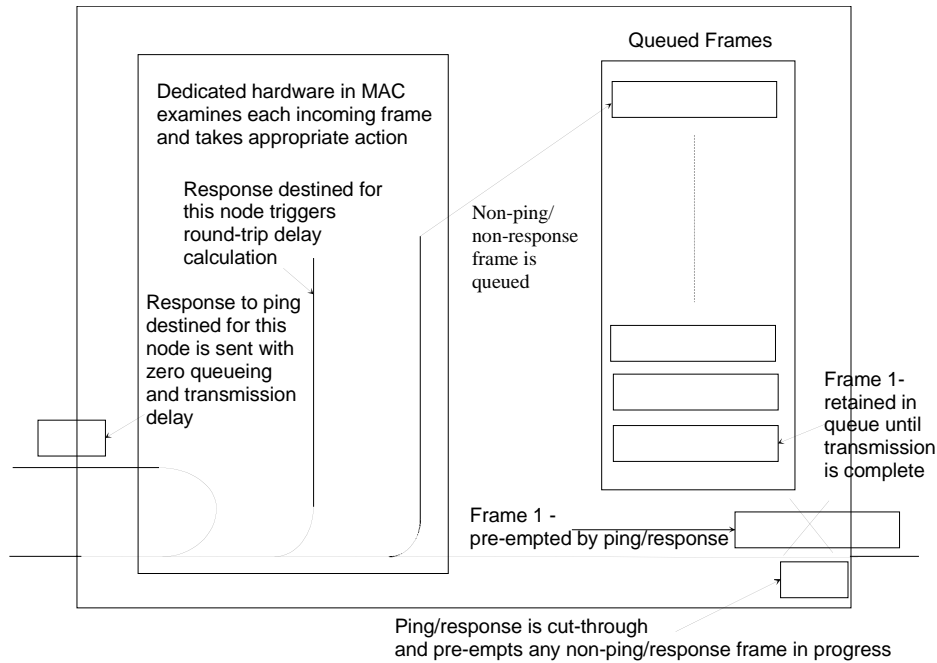 Queued Frames
Dedicated hardware in MAC
examines each incoming frame
and takes appropriate action
Response destined for
this node triggers
round-trip delay
calculation
Non-ping/
non-response
frame is
queued
Response to ping
destined for this
node is sent with
zero queueing
and transmission
delay
Frame 1-
retained in
queue until
transmission
is complete
Frame 1 -
pre-empted by ping/response
Ping/response is cut-through
and pre-empts any non-ping/response frame in progress